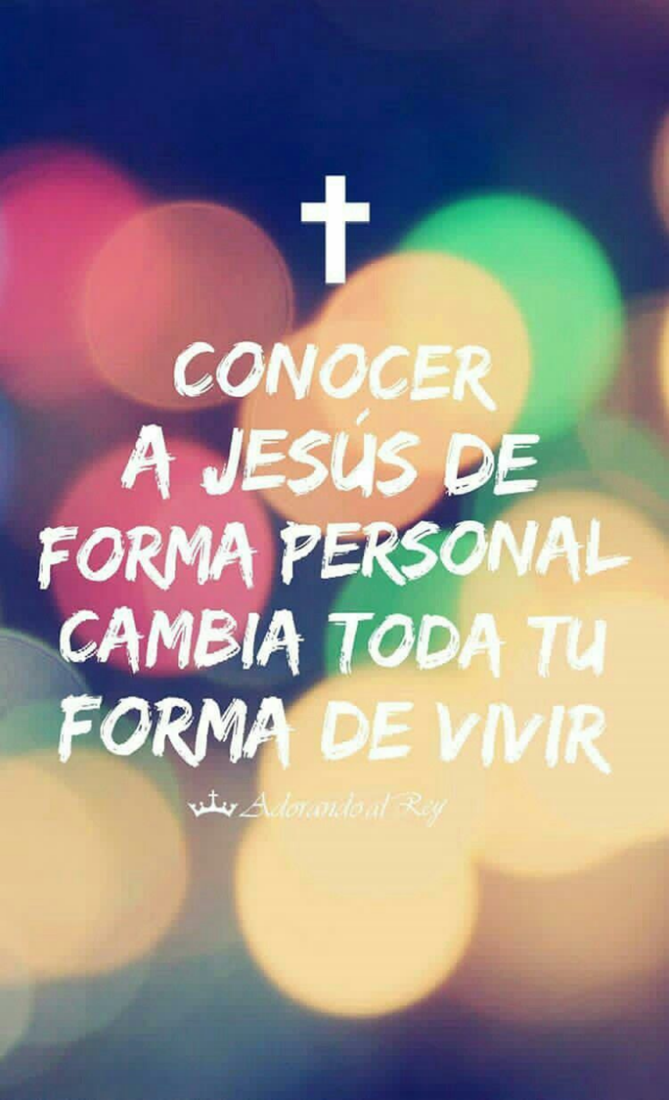 CONOCER
A JESÚS DE
FORMA PERSONAL
CAMBIA TODA TU
FORMA DE VIVIR
Adorando al Rey